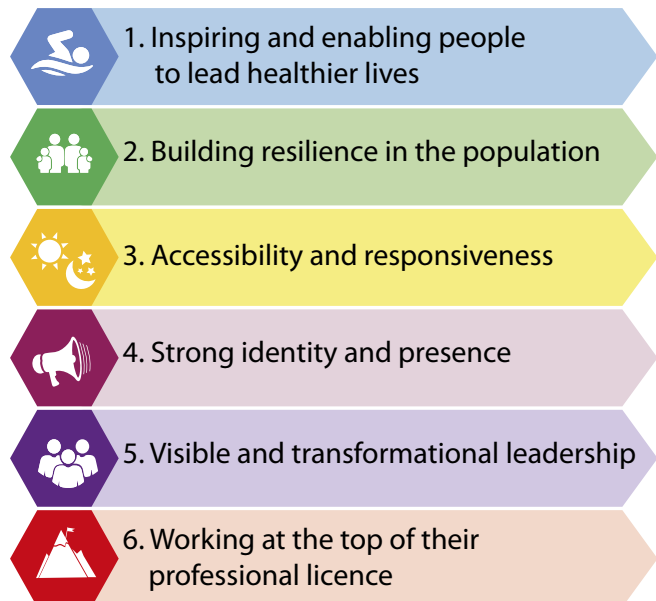 1. Inspiring and enabling people
to lead healthier lives
2. Building resilience in the population
3. Accessibility and responsiveness
4. Strong identity and presence
5. Visible and transformational leadership
6. Working at the top of their
professional licence